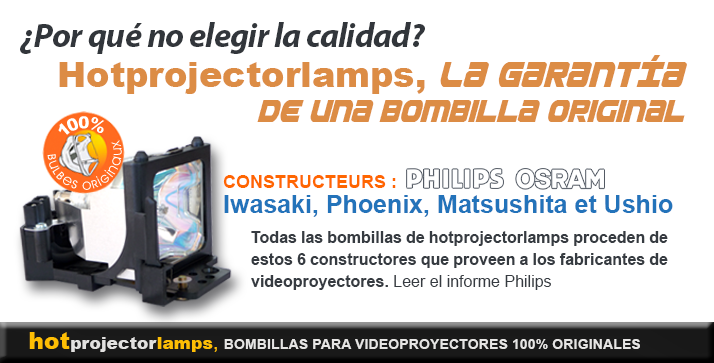 ¿Por qué no elegir la calidad?
Hotprojectorlamps, LA GARANTÍA
DE UNA BOMBILLA ORIGINAL
100%
BULBES ORIGINAUX
CONSTRUCTEURS : PHILIPS OSRAM
Iwasaki, Phoenix, Matsushita et Ushio
Todas las bombillas de hotprojectorlamps proceden de
estos 6 constructores que proveen a los fabricantes de
videoproyectores. Leer el informe Philips
hotprojectorlamps, BOMBILLAS PARA VIDEOPROYECTORES 100% ORIGINALES